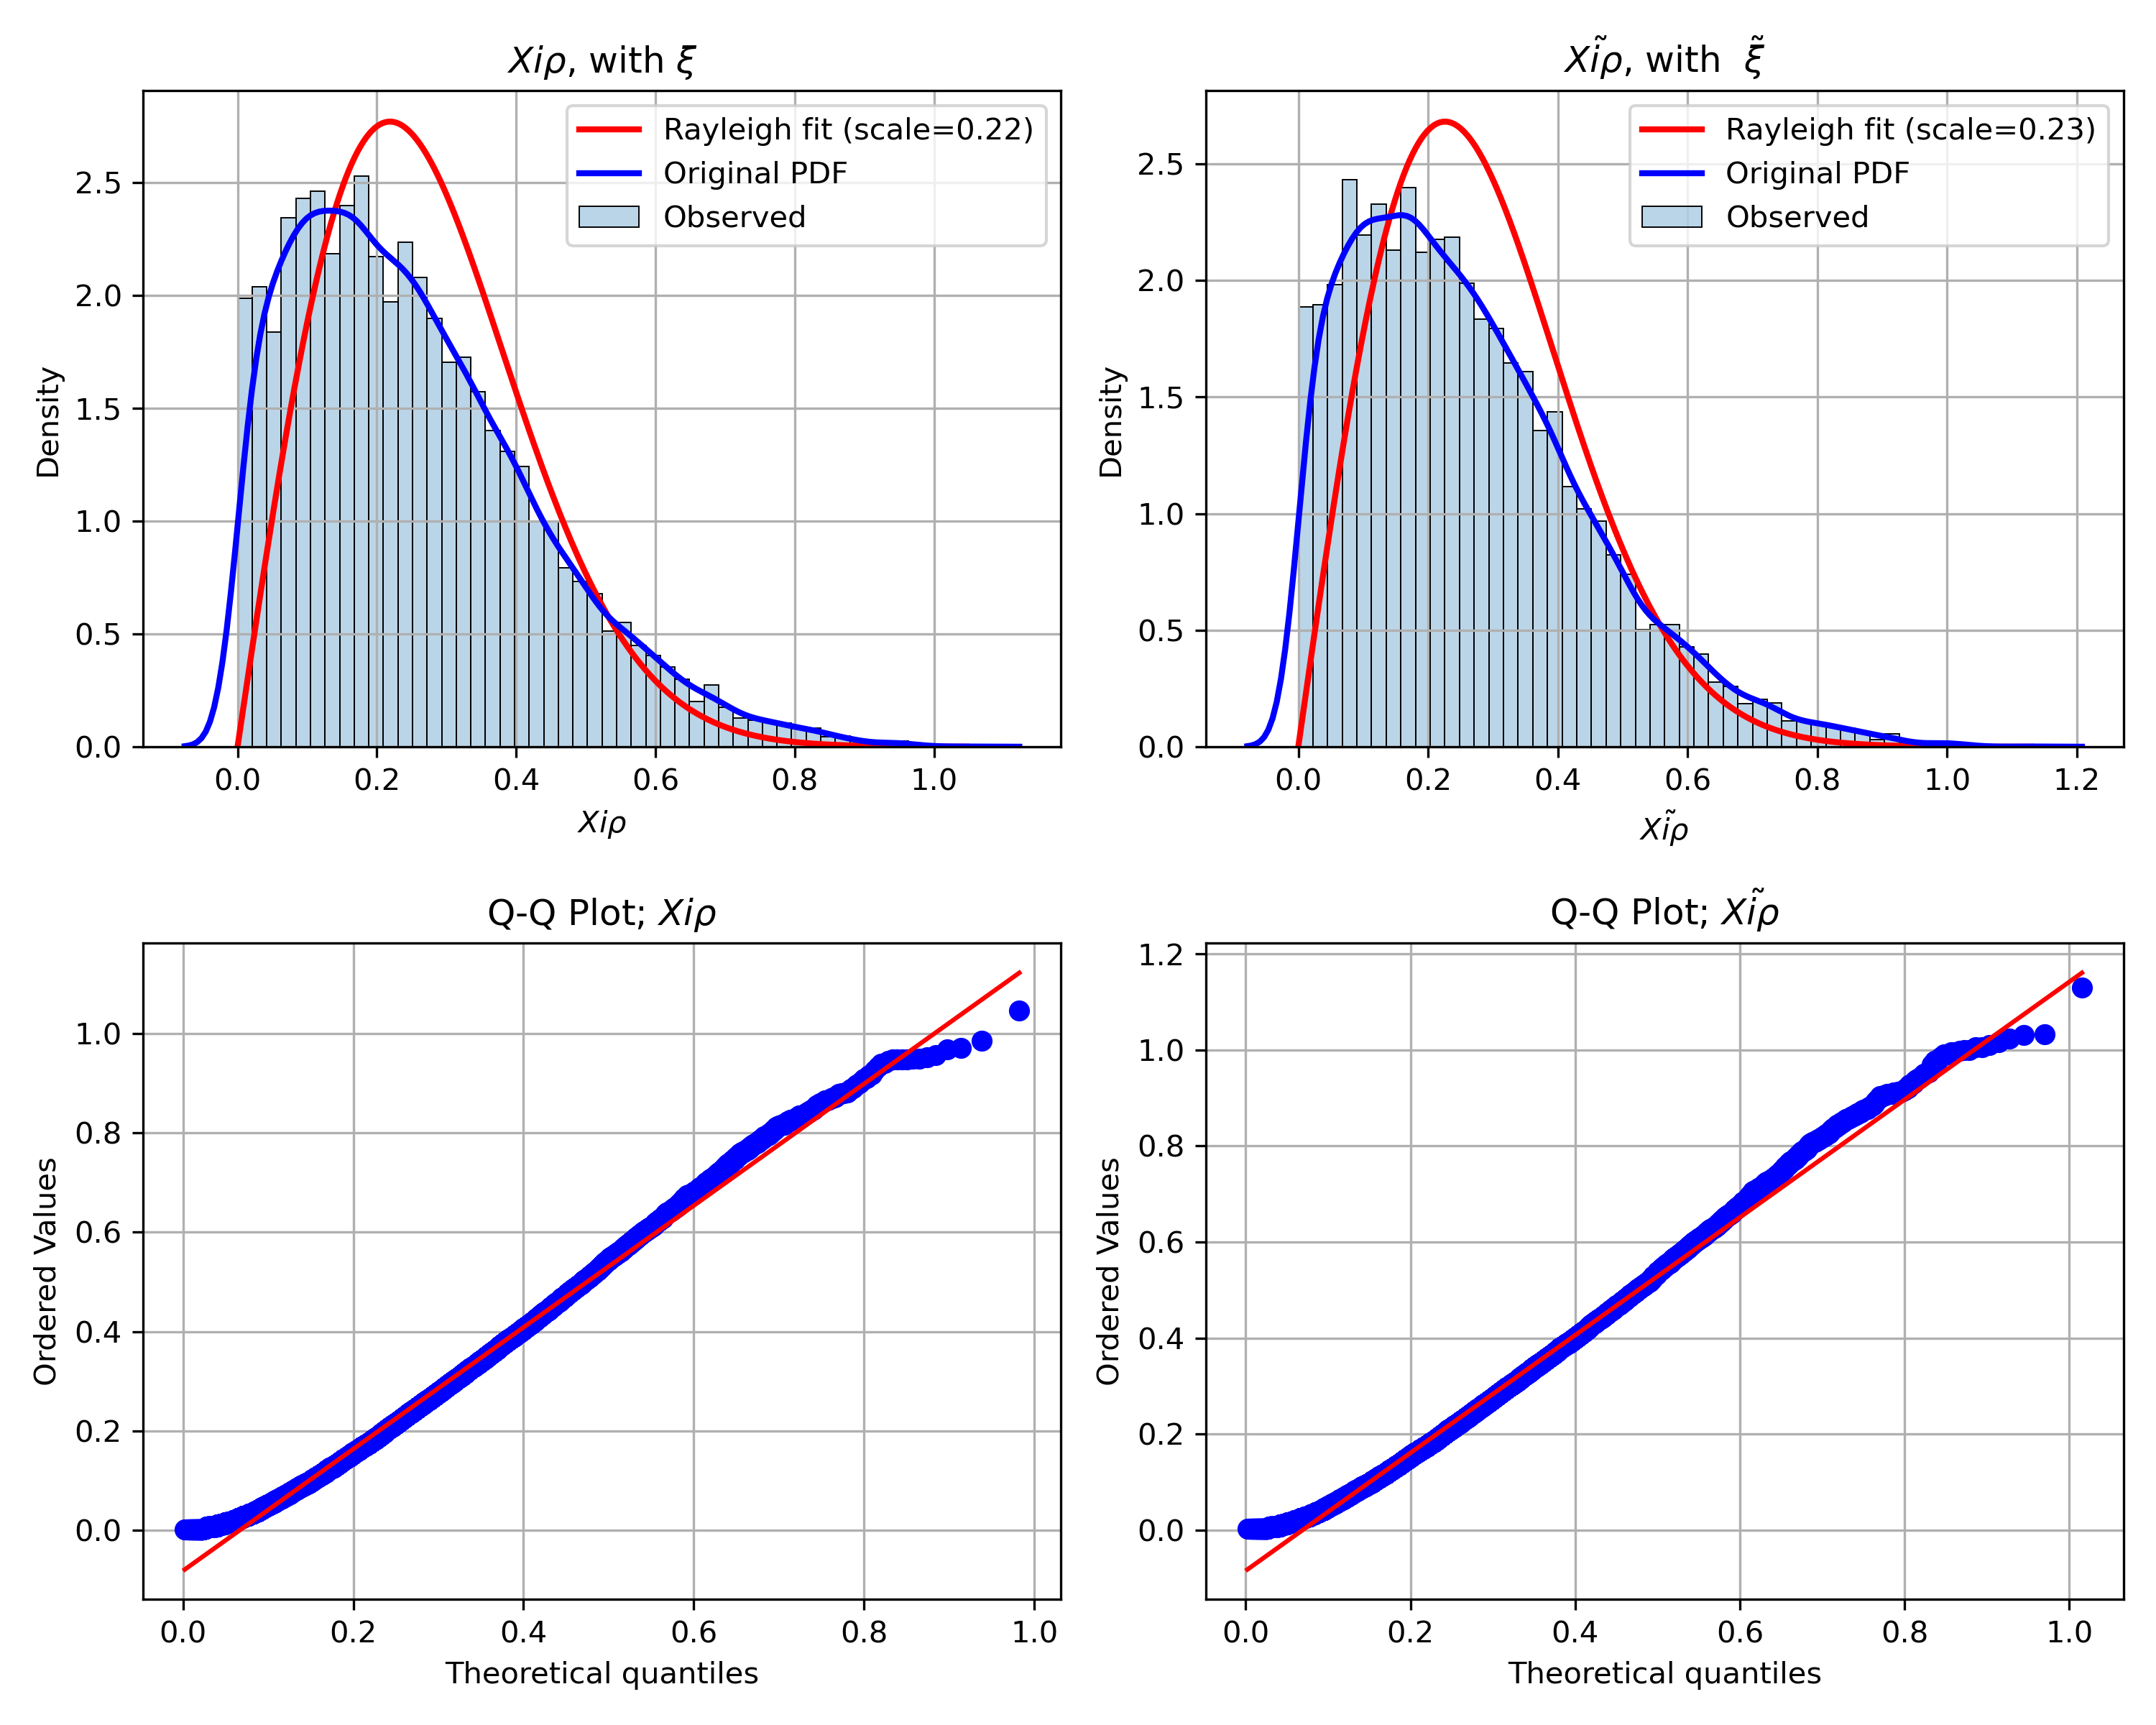 Xiρ, with ξ
Rayleigh fit (scale=0.22)
Original PDF
Observed
Density
2.5
2.0
1.5
1.0
0.5
0.0
0.0 0.2 0.4 0.6 0.8 1.0
Xiρ
Xĩρ, with ξ̃
Rayleigh fit (scale=0.23)
Original PDF
Observed
Density
2.5
2.0
1.5
1.0
0.5
0.0
0.0 0.2 0.4 0.6 0.8 1.0 1.2
Xĩρ
Q-Q Plot; Xiρ
Ordered Values
1.0
0.8
0.6
0.4
0.2
0.0
0.0 0.2 0.4 0.6 0.8 1.0
Theoretical quantiles
Q-Q Plot; Xĩρ
Ordered Values
1.2
1.0
0.8
0.6
0.4
0.2
0.0
0.0 0.2 0.4 0.6 0.8 1.0
Theoretical quantiles